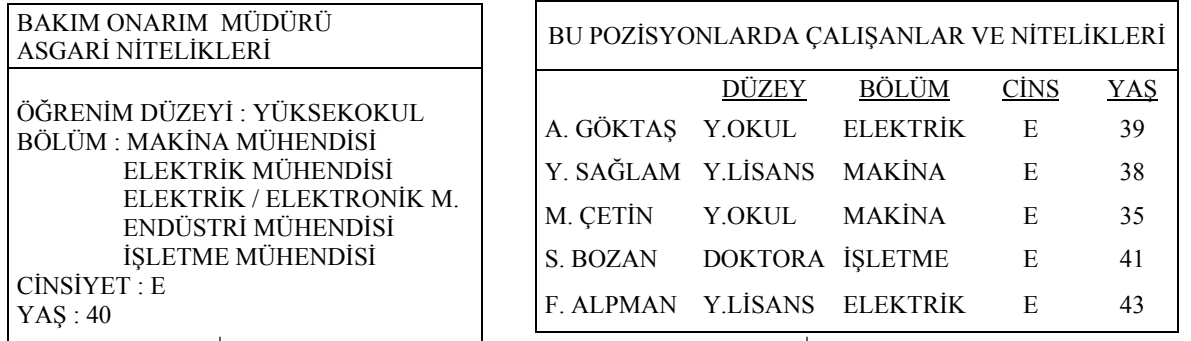 BAKIM ONARIM MÜDÜRÜ
ASGARİ NİTELİKLERİ
ÖĞRENİM DÜZEYİ : YÜKSEKOKUL
BÖLÜM : MAKİNA MÜHENDİSİ
ELEKTRİK MÜHENDİSİ
ELEKTRİK / ELEKTRONİK M.
ENDÜSTRİ MÜHENDİSİ
İŞLETME MÜHENDİSİ
CİNSİYET : E
YAŞ : 40
BU POZİSYONLARDA ÇALIŞANLAR VE NİTELİKLERİ
DÜZEY BÖLÜM CİNS YAŞ
A. GÖKTAŞ Y.OKUL ELEKTRİK E 39
Y. SAĞLAM Y.LİSANS MAKİNA E 38
M. ÇETİN Y.OKUL MAKİNA E 35
S. BOZAN DOKTORA İŞLETME E 41
F. ALPMAN Y.LİSANS ELEKTRİK E 43